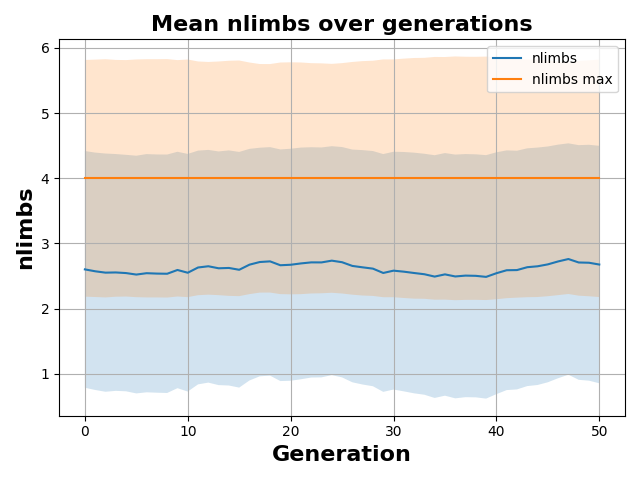 Mean nlimbs over generations
6
5
4
3
2
1
nlimbs
nlimbs
nlimbs max
0 10 20 30 40 50
Generation